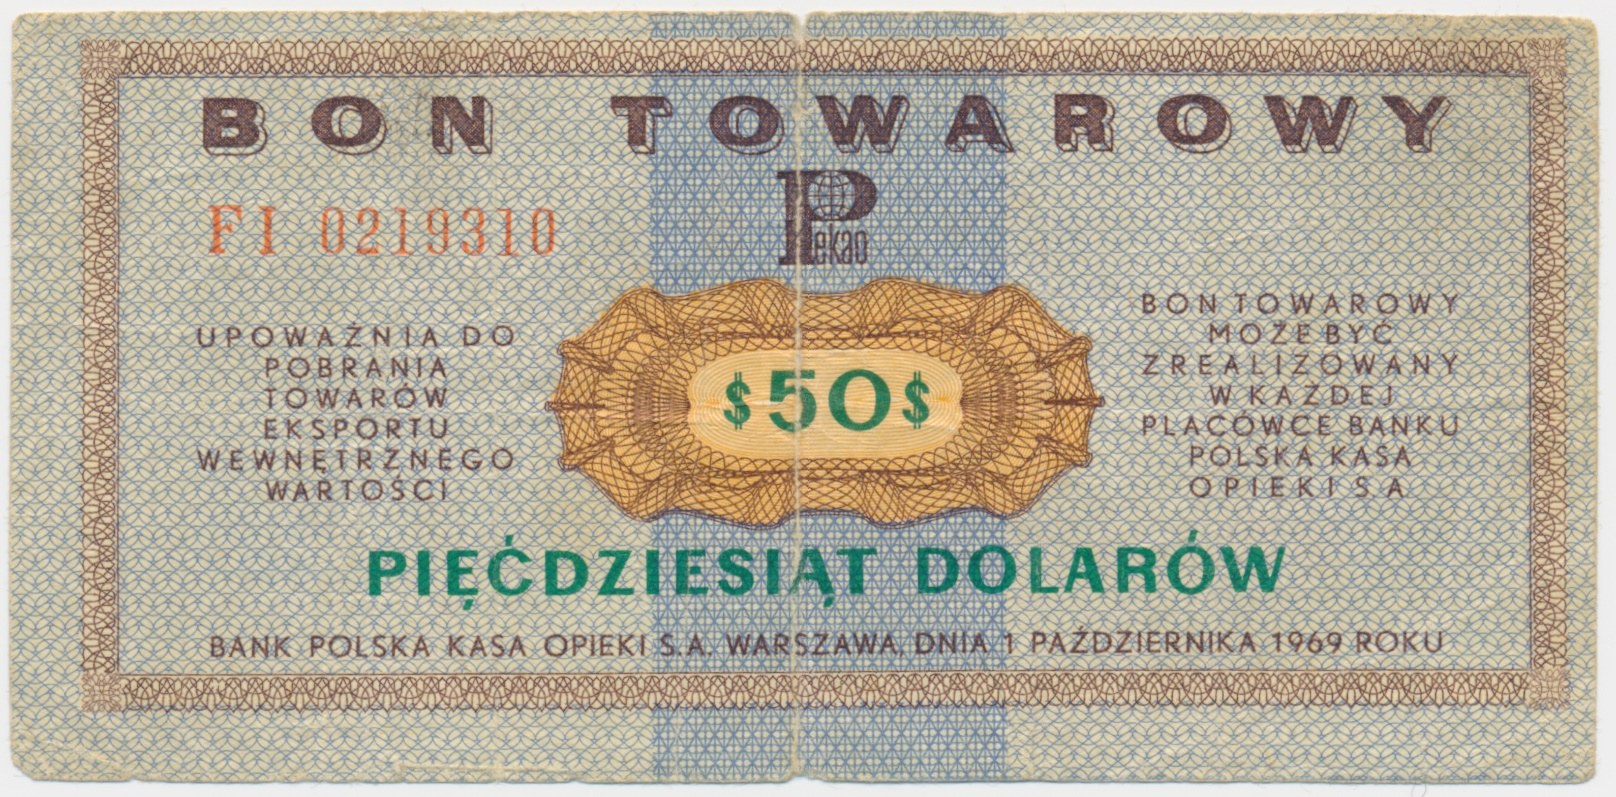 BON TOWAROWY
Pekao
FI 0219310
UPOWAŻNIA DO
POBRANIA
TOWARÓW
EKSPORTU
WEWNĘTRZNEGO
WARTOŚCI
$50$
BON TOWAROWY
MOŻE BYĆ
ZREALIZOWANY
W KAŻDEJ
PLACÓWCE BANKU
POLSKA KASA
OPIEKI S A
PIĘĆDZIESIĄT DOLARÓW
BANK POLSKA KASA OPIEKI S.A. WARSZAWA, DNIA 1 PAŹDZIERNIKA 1969 ROKU